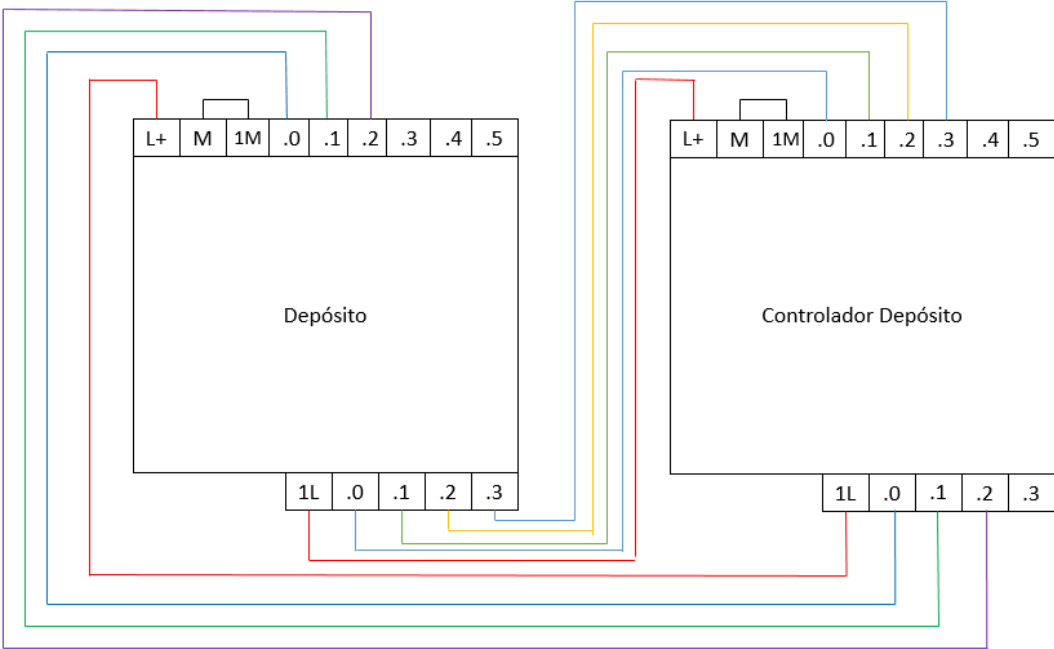 L+ M 1M .0 .1 .2 .3 .4 .5
L+ M 1M .0 .1 .2 .3 .4 .5
Depósito
Controlador Depósito
1L .0 .1 .2 .3
1L .0 .1 .2 .3